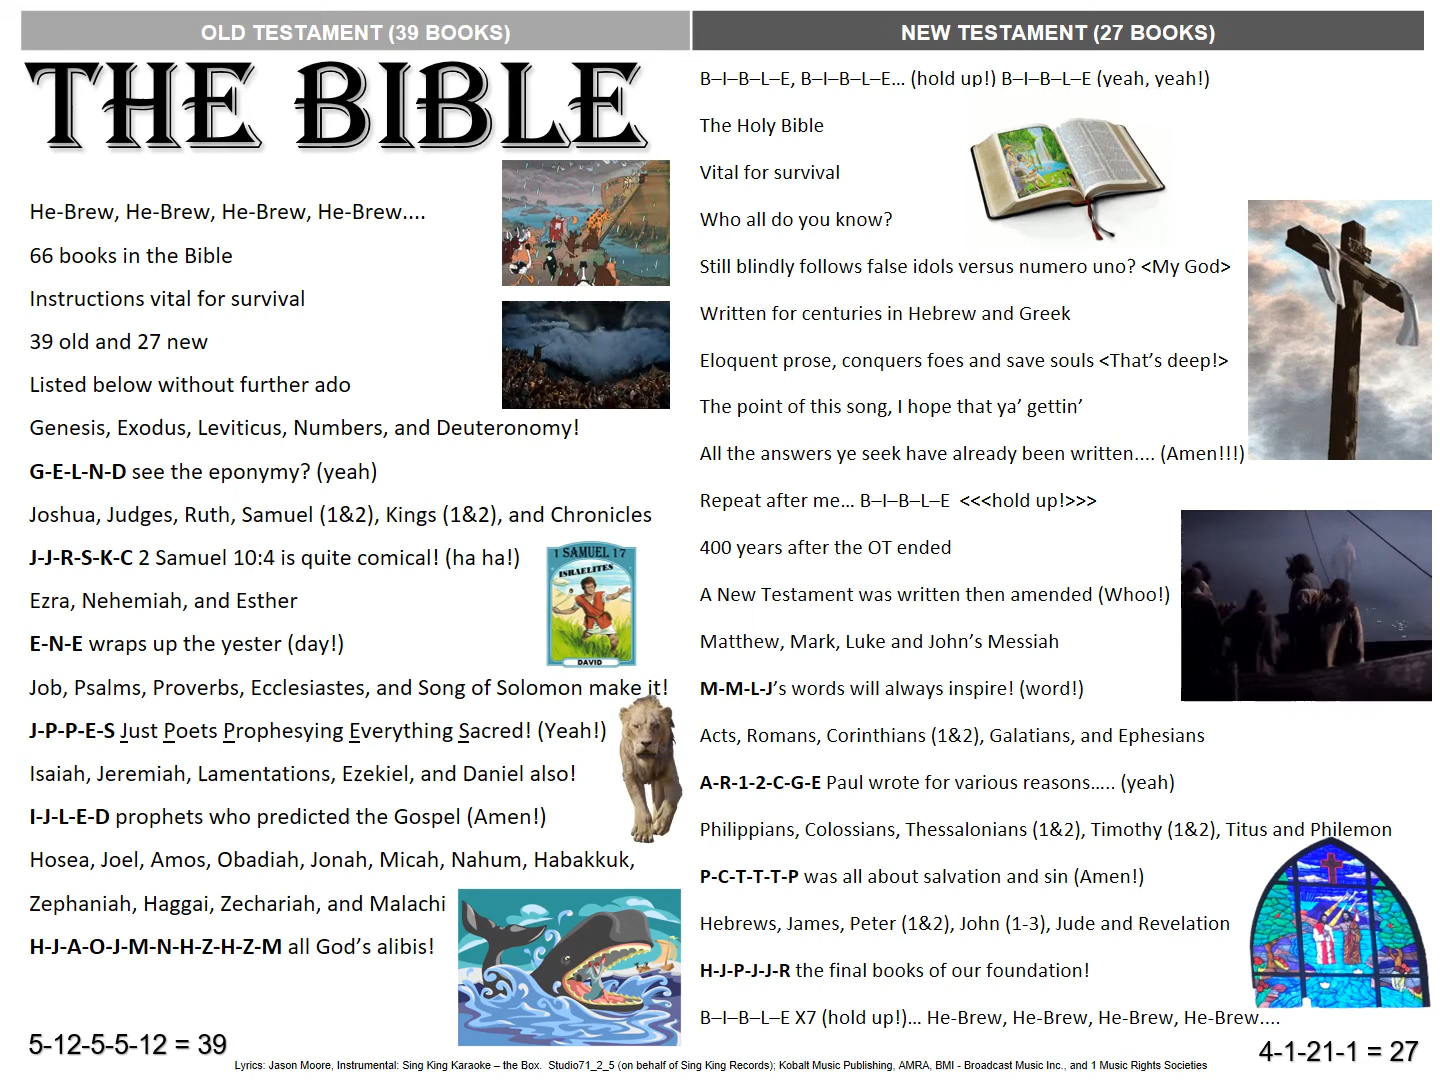 OLD TESTAMENT (39 BOOKS)
THE BIBLE
He-Brew, He-Brew, He-Brew, He-Brew....
66 books in the Bible
Instructions vital for survival
39 old and 27 new
Listed below without further ado
Genesis, Exodus, Leviticus, Numbers, and Deuteronomy!
G-E-L-N-D see the eponymy? (yeah)
Joshua, Judges, Ruth, Samuel (1&2), Kings (1&2), and Chronicles
J-J-R-S-K-C 2 Samuel 10:4 is quite comical! (ha ha!)
Ezra, Nehemiah, and Esther
E-N-E wraps up the yester (day!)
1 SAMUEL 17
ISRAELITES
DAVID
Job, Psalms, Proverbs, Ecclesiastes, and Song of Solomon make it!
J-P-P-E-S Just Poets Prophesying Everything Sacred! (Yeah!)
Isaiah, Jeremiah, Lamentations, Ezekiel, and Daniel also!
I-J-L-E-D prophets who predicted the Gospel (Amen!)
Hosea, Joel, Amos, Obadiah, Jonah, Micah, Nahum, Habakkuk,
Zephaniah, Haggai, Zechariah, and Malachi
H-J-A-O-J-M-N-H-Z-H-Z-M all God's alibis!
5-12-5-5-12 = 39
NEW TESTAMENT (27 BOOKS)
B–I–B–L–E, B–I–B–L–E... (hold up!) B–I–B–L–E (yeah, yeah!)
The Holy Bible
Vital for survival
Who all do you know?
Still blindly follows false idols versus numero uno? <My God>
Written for centuries in Hebrew and Greek
Eloquent prose, conquers foes and save souls <That's deep!>
The point of this song, I hope that ya' gettin'
All the answers ye seek have already been written.... (Amen!!!)
Repeat after me... B–I–B–L–E <<<hold up!>>>
400 years after the OT ended
A New Testament was written then amended (Whoo!)
Matthew, Mark, Luke and John's Messiah
M-M-L-J's words will always inspire! (word!)
Acts, Romans, Corinthians (1&2), Galatians, and Ephesians
A-R-1-2-C-G-E Paul wrote for various reasons..... (yeah)
Philippians, Colossians, Thessalonians (1&2), Timothy (1&2), Titus and Philemon
P-C-T-T-T-P was all about salvation and sin (Amen!)
Hebrews, James, Peter (1&2), John (1-3), Jude and Revelation
H-J-P-J-J-R the final books of our foundation!
B–I–B–L–E X7 (hold up!)... He-Brew, He-Brew, He-Brew, He-Brew....
4-1-21-1 = 27
Lyrics: Jason Moore, Instrumental: Sing King Karaoke – the Box.  Studio71_2_5 (on behalf of Sing King Records); Kobalt Music Publishing, AMRA, BMI - Broadcast Music Inc., and 1 Music Rights Societies